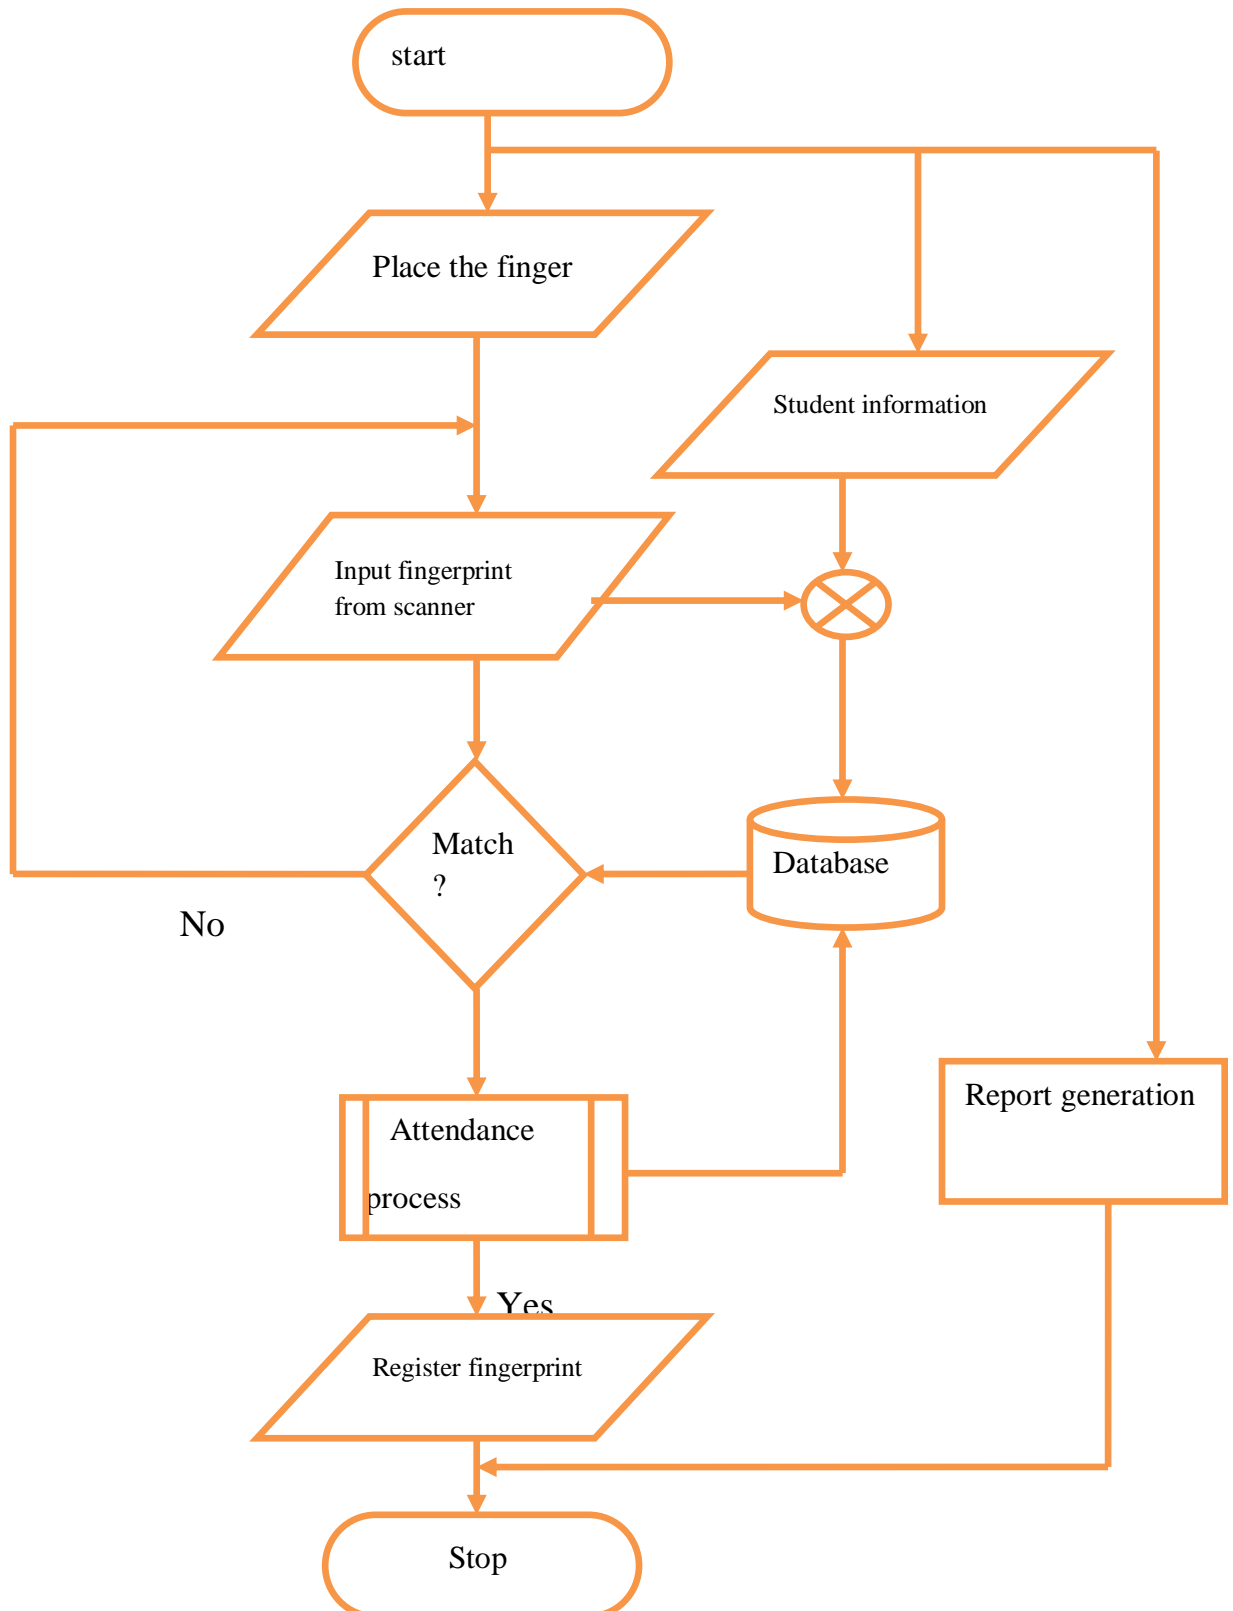 start
Place the finger
Student information
Input fingerprint
from scanner
Match
?
Database
No
Attendance
process
Report generation
Yes
Register fingerprint
Stop